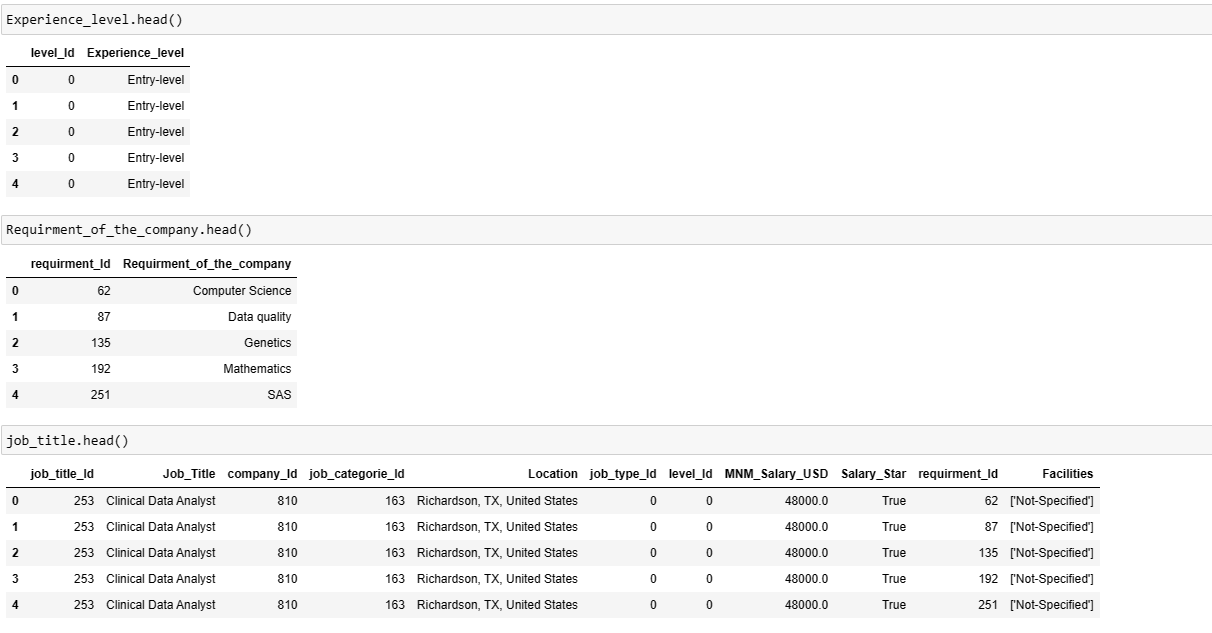 Experience_level.head()
level_Id Experience_level
0 0 Entry-level
1 0 Entry-level
2 0 Entry-level
3 0 Entry-level
4 0 Entry-level
Requirment_of_the_company.head()
requirment_Id Requirment_of_the_company
0 62 Computer Science
1 87 Data quality
2 135 Genetics
3 192 Mathematics
4 251 SAS
job_title.head()
job_title_Id Job_Title company_Id job_categorie_Id Location job_type_Id level_Id MNM_Salary_USD Salary_Star requirment_Id Facilities
0 253 Clinical Data Analyst 810 163 Richardson, TX, United States 0 0 48000.0 True 62 ['Not-Specified']
1 253 Clinical Data Analyst 810 163 Richardson, TX, United States 0 0 48000.0 True 87 ['Not-Specified']
2 253 Clinical Data Analyst 810 163 Richardson, TX, United States 0 0 48000.0 True 135 ['Not-Specified']
3 253 Clinical Data Analyst 810 163 Richardson, TX, United States 0 0 48000.0 True 192 ['Not-Specified']
4 253 Clinical Data Analyst 810 163 Richardson, TX, United States 0 0 48000.0 True 251 ['Not-Specified']